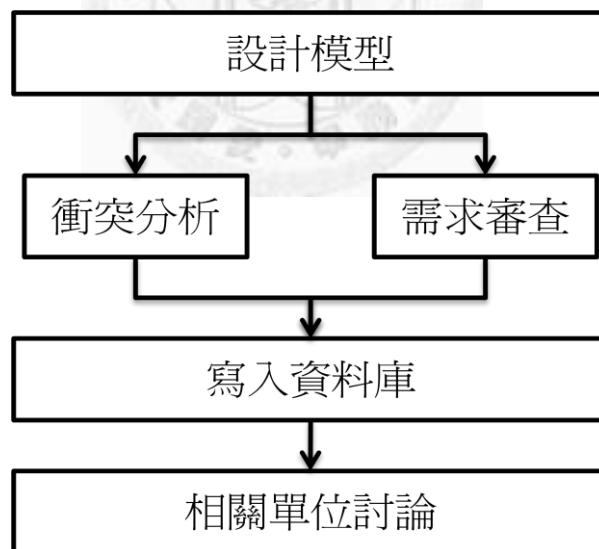 設計模型
衝突分析
需求審查
寫入資料庫
相關單位討論